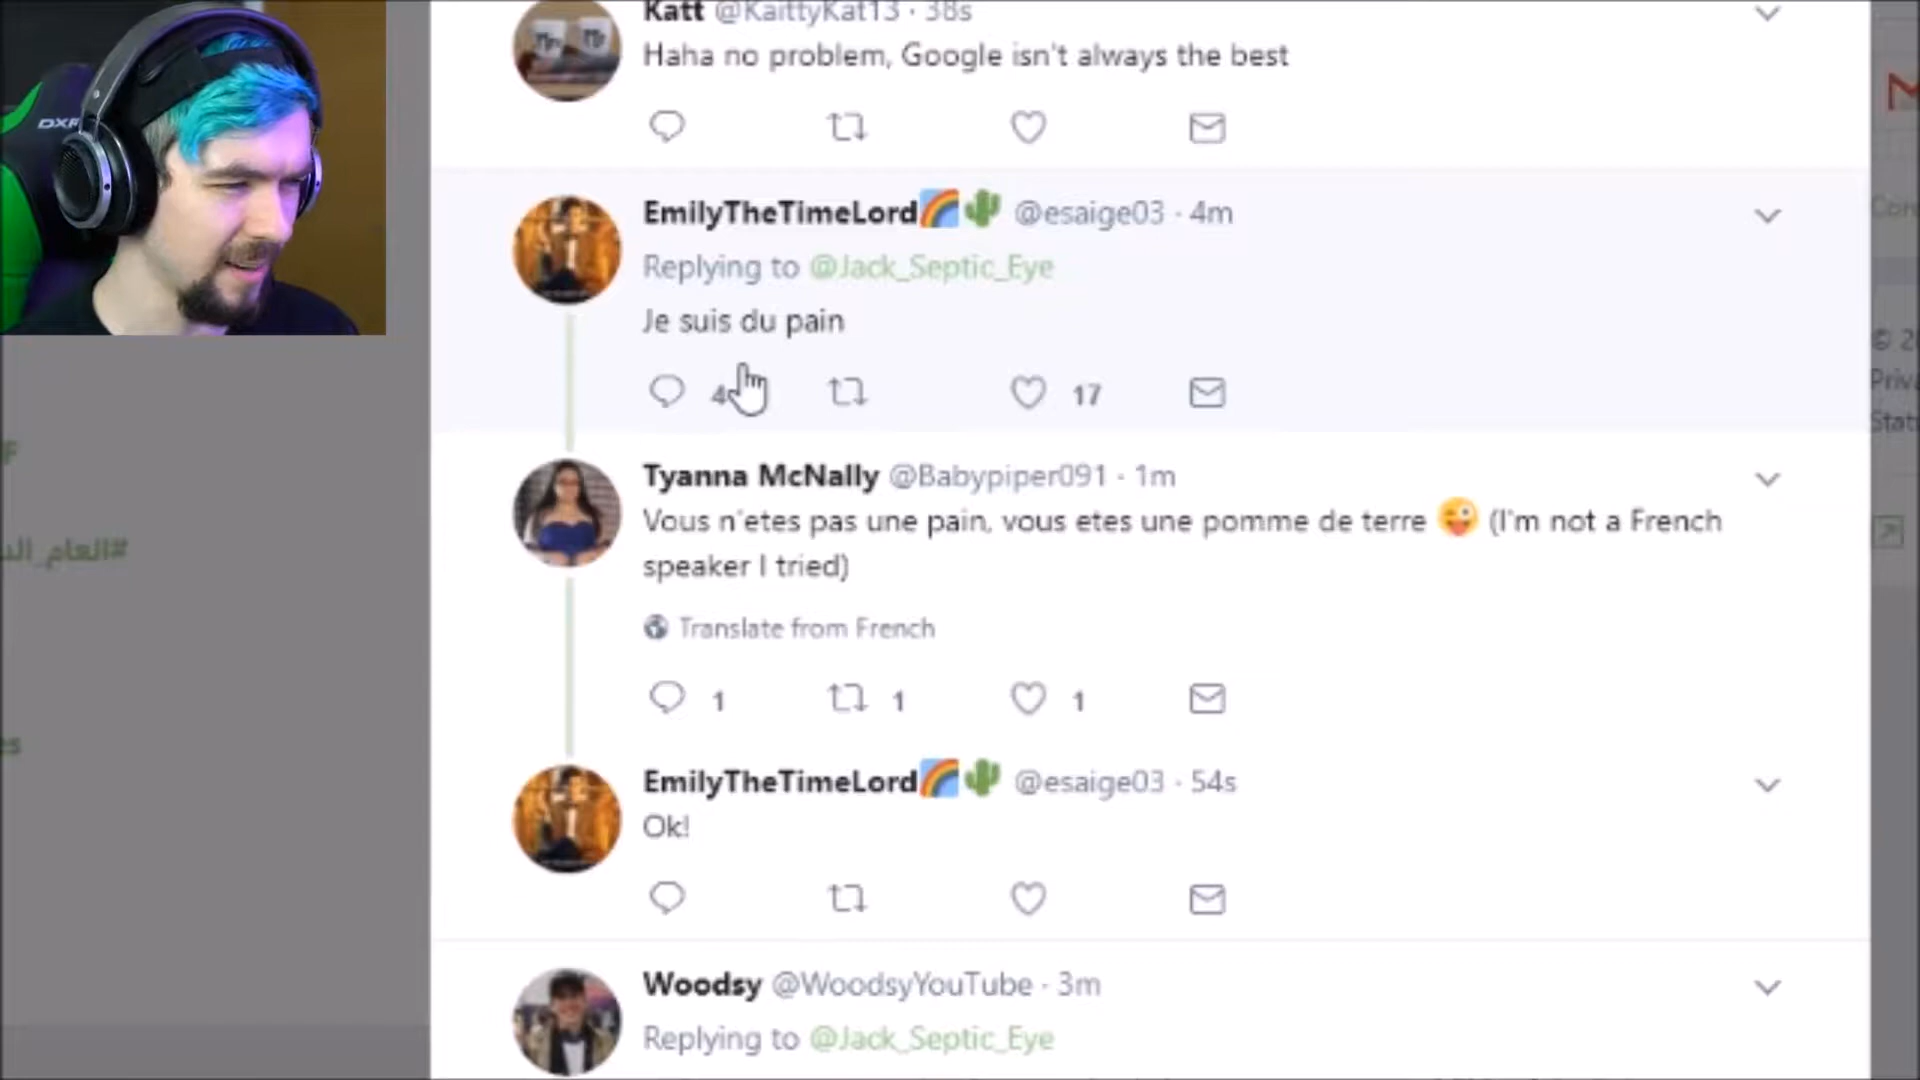 Katt @KaittyKat13 · 38s
Haha no problem, Google isn't always the best
DXR
EmilyTheTimeLord🌈🌵 @esaige03 · 4m
Replying to @Jack_Septic_Eye
Je suis du pain
4 17
Tyanna McNally @Babypiper091 · 1m
Vous n'etes pas une pain, vous etes une pomme de terre 😜 (I'm not a French
speaker I tried)
Translate from French
1 1 1
EmilyTheTimeLord🌈🌵 @esaige03 · 54s
Ok!
Woodsy @WoodsyYouTube · 3m
Replying to @Jack_Septic_Eye